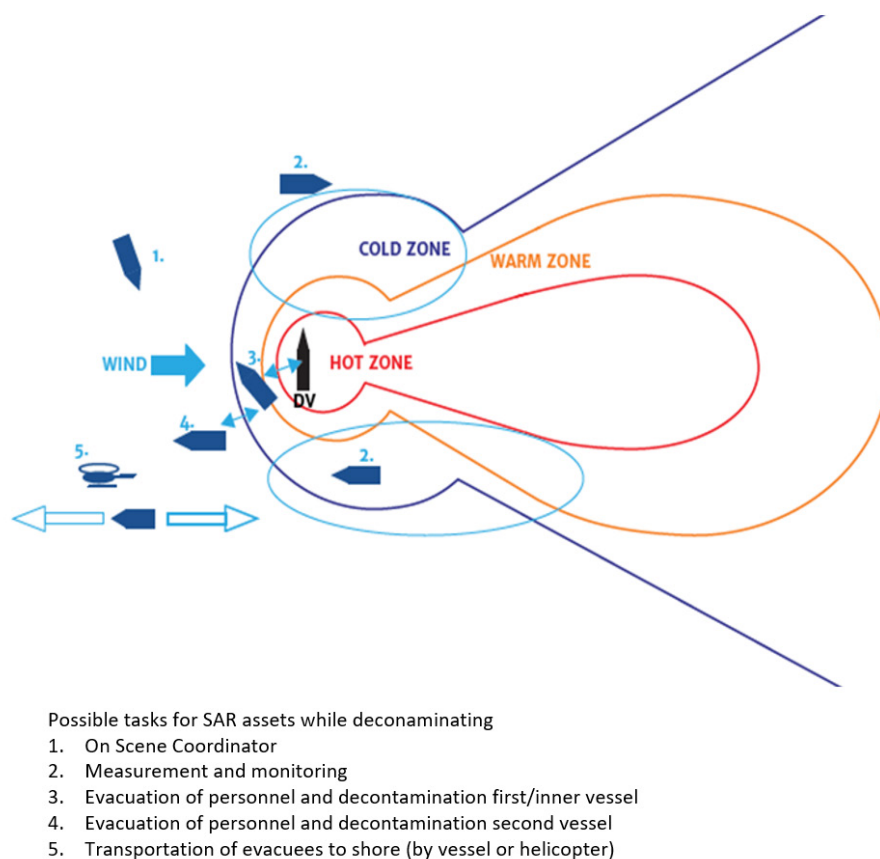 2.
1.
COLD ZONE
WARM ZONE
WIND
3.
HOT ZONE
DV
4.
5.
2.
Possible tasks for SAR assets while deconaminating
1. On Scene Coordinator
2. Measurement and monitoring
3. Evacuation of personnel and decontamination first/inner vessel
4. Evacuation of personnel and decontamination second vessel
5. Transportation of evacuees to shore (by vessel or helicopter)